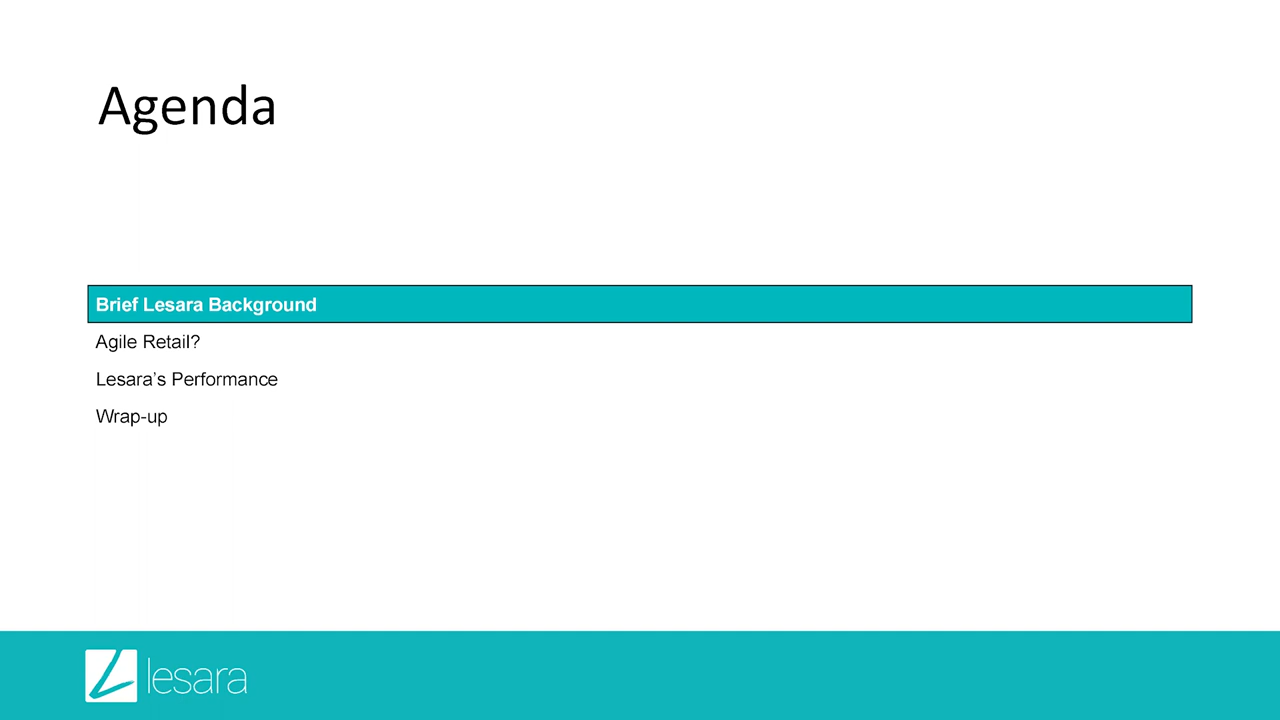 Agenda
Brief Lesara Background
Agile Retail?
Lesara’s Performance
Wrap-up
lesara